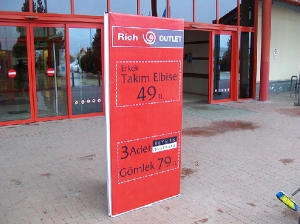 Rich OUTLET
Erkek
Takım Elbise
49 TL
3 Adet
Gömlek 79 TL